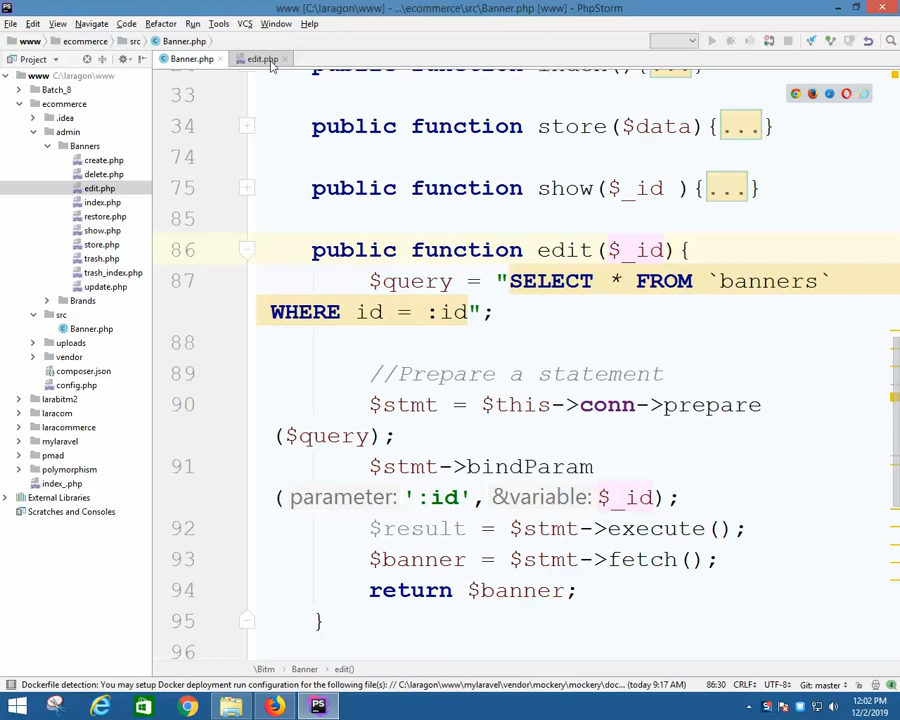 www [C:\laragon\www] - ...\ecommerce\src\Banner.php [www] - PhpStorm
File Edit View Navigate Code Refactor Run Tools VCS Window Help
www ecommerce src Banner.php
Project
Banner.php edit.php
www C:\laragon\www
Batch_8
ecommerce
.idea
admin
Banners
create.php
delete.php
edit.php
index.php
restore.php
show.php
store.php
trash.php
trash_index.php
update.php
Brands
src
Banner.php
uploads
vendor
composer.json
config.php
larabitm2
laracom
laracommerce
mylaravel
pmad
polymorphism
index_.php
External Libraries
Scratches and Consoles
33
34 public function store($data){...}
74
75 public function show($_id ){...}
85
86 public function edit($_id){
87 $query = "SELECT * FROM `banners`
WHERE id = :id";
88
89 //Prepare a statement
90 $stmt = $this->conn->prepare
($query);
91 $stmt->bindParam
( parameter: ':id', &variable: $_id);
92 $result = $stmt->execute();
93 $banner = $stmt->fetch();
94 return $banner;
95 }
96
\Bitm Banner edit()
Dockerfile detection: You may setup Docker deployment run configuration for the following file(s): // C:\laragon\www\mylaravel\vendor\mockery\mockery\doc... (today 9:17 AM) 86:30 CRLF UTF-8 Git: master
12:02 PM
12/2/2019